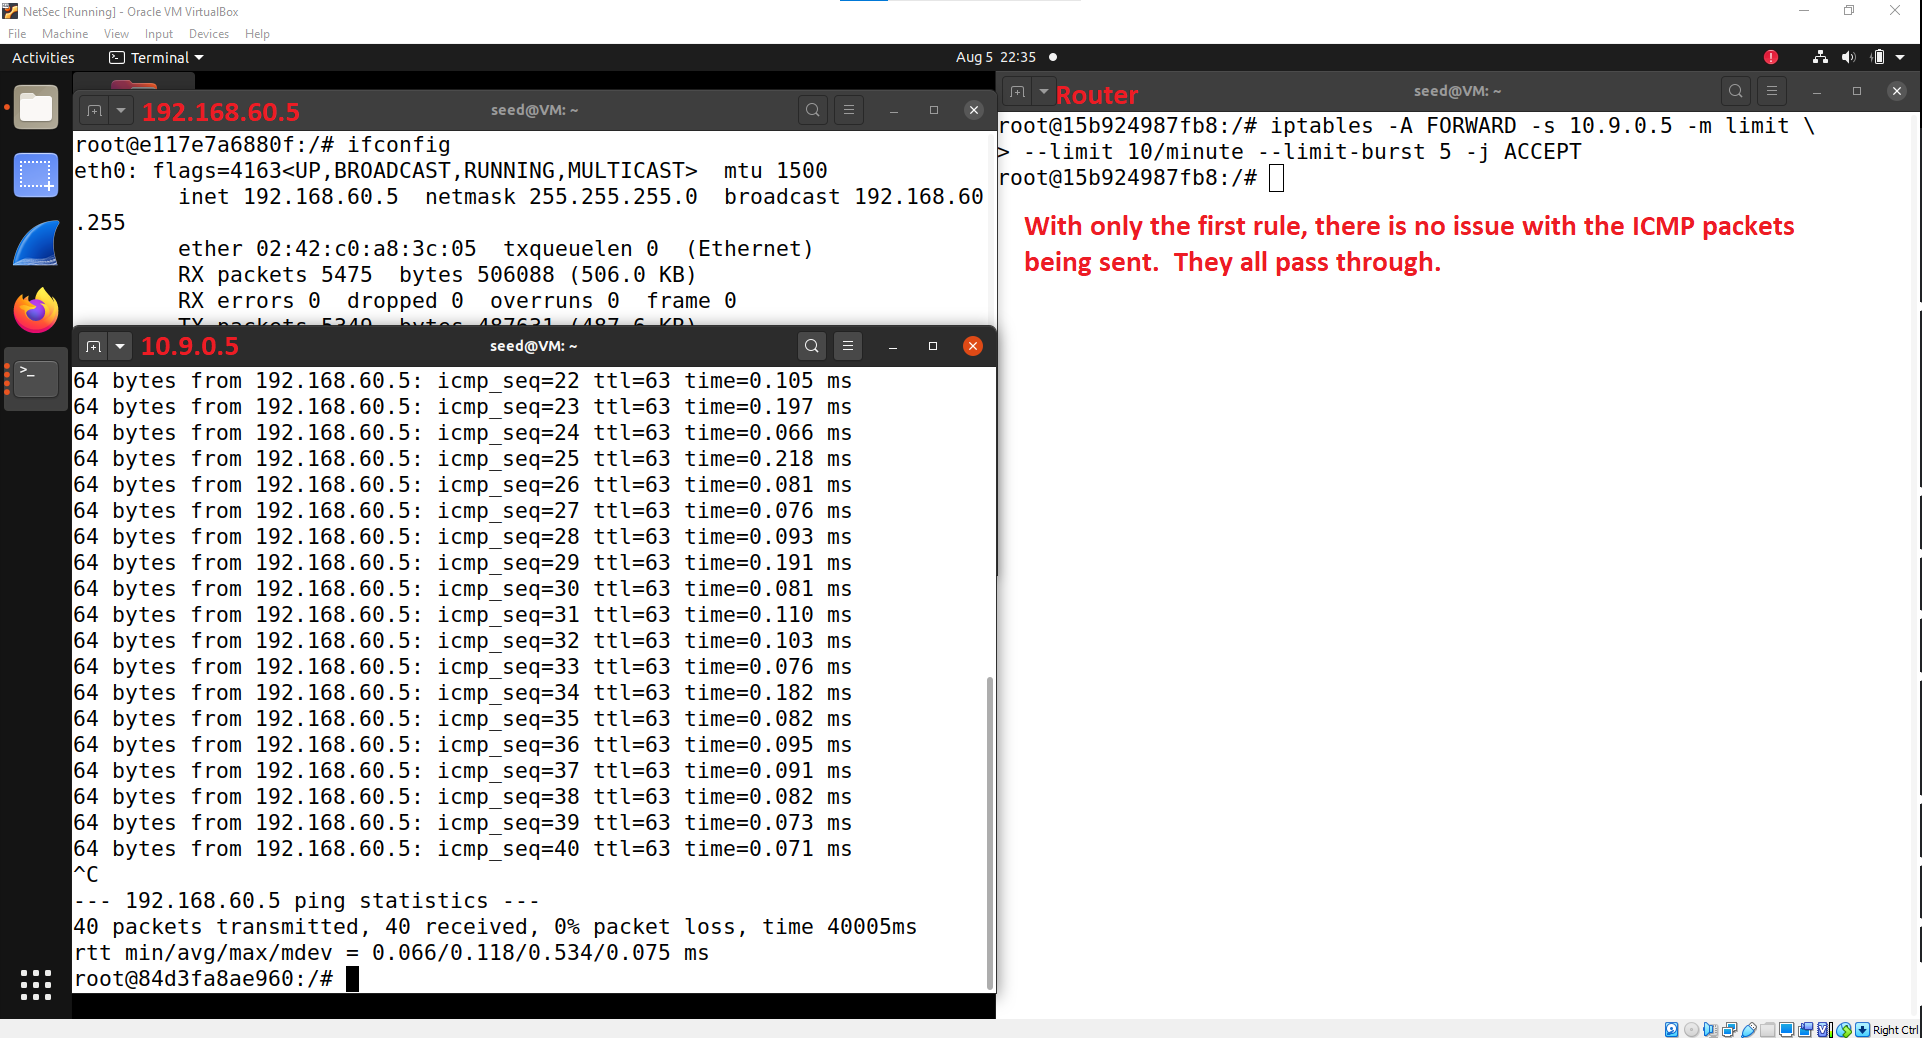 NetSec [Running] - Oracle VM VirtualBox
File Machine View Input Devices Help
Activities Terminal Aug 5 22:35
192.168.60.5 seed@VM: ~
root@e117e7a6880f:/# ifconfig
eth0: flags=4163<UP,BROADCAST,RUNNING,MULTICAST>  mtu 1500
        inet 192.168.60.5  netmask 255.255.255.0  broadcast 192.168.60
.255
        ether 02:42:c0:a8:3c:05  txqueuelen 0  (Ethernet)
        RX packets 5475  bytes 506088 (506.0 KB)
        RX errors 0  dropped 0  overruns 0  frame 0
        TX packets 5349  bytes 487631 (487.6 KB)
10.9.0.5 seed@VM: ~
64 bytes from 192.168.60.5: icmp_seq=22 ttl=63 time=0.105 ms
64 bytes from 192.168.60.5: icmp_seq=23 ttl=63 time=0.197 ms
64 bytes from 192.168.60.5: icmp_seq=24 ttl=63 time=0.066 ms
64 bytes from 192.168.60.5: icmp_seq=25 ttl=63 time=0.218 ms
64 bytes from 192.168.60.5: icmp_seq=26 ttl=63 time=0.081 ms
64 bytes from 192.168.60.5: icmp_seq=27 ttl=63 time=0.076 ms
64 bytes from 192.168.60.5: icmp_seq=28 ttl=63 time=0.093 ms
64 bytes from 192.168.60.5: icmp_seq=29 ttl=63 time=0.191 ms
64 bytes from 192.168.60.5: icmp_seq=30 ttl=63 time=0.081 ms
64 bytes from 192.168.60.5: icmp_seq=31 ttl=63 time=0.110 ms
64 bytes from 192.168.60.5: icmp_seq=32 ttl=63 time=0.103 ms
64 bytes from 192.168.60.5: icmp_seq=33 ttl=63 time=0.076 ms
64 bytes from 192.168.60.5: icmp_seq=34 ttl=63 time=0.182 ms
64 bytes from 192.168.60.5: icmp_seq=35 ttl=63 time=0.082 ms
64 bytes from 192.168.60.5: icmp_seq=36 ttl=63 time=0.095 ms
64 bytes from 192.168.60.5: icmp_seq=37 ttl=63 time=0.091 ms
64 bytes from 192.168.60.5: icmp_seq=38 ttl=63 time=0.082 ms
64 bytes from 192.168.60.5: icmp_seq=39 ttl=63 time=0.073 ms
64 bytes from 192.168.60.5: icmp_seq=40 ttl=63 time=0.071 ms
^C
--- 192.168.60.5 ping statistics ---
40 packets transmitted, 40 received, 0% packet loss, time 40005ms
rtt min/avg/max/mdev = 0.066/0.118/0.534/0.075 ms
root@84d3fa8ae960:/#
Router seed@VM: ~
root@15b924987fb8:/# iptables -A FORWARD -s 10.9.0.5 -m limit \
> --limit 10/minute --limit-burst 5 -j ACCEPT
root@15b924987fb8:/#
With only the first rule, there is no issue with the ICMP packets
being sent.  They all pass through.
Right Ctrl